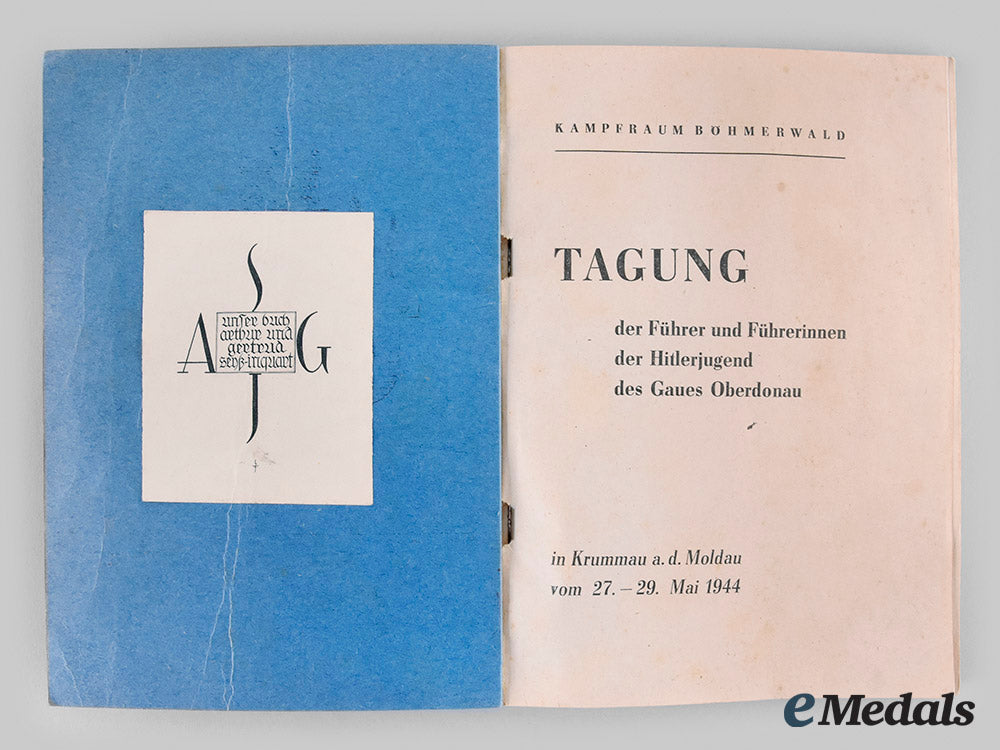 S
A G
unser buch
arthur und
gertrud
seyß-inquart
J
KAMPFRAUM BÖHMERWALD
TAGUNG
der Führer und Führerinnen
der Hitlerjugend
des Gaues Oberdonau
in Krummau a. d. Moldau
vom 27. – 29. Mai 1944
eMedals